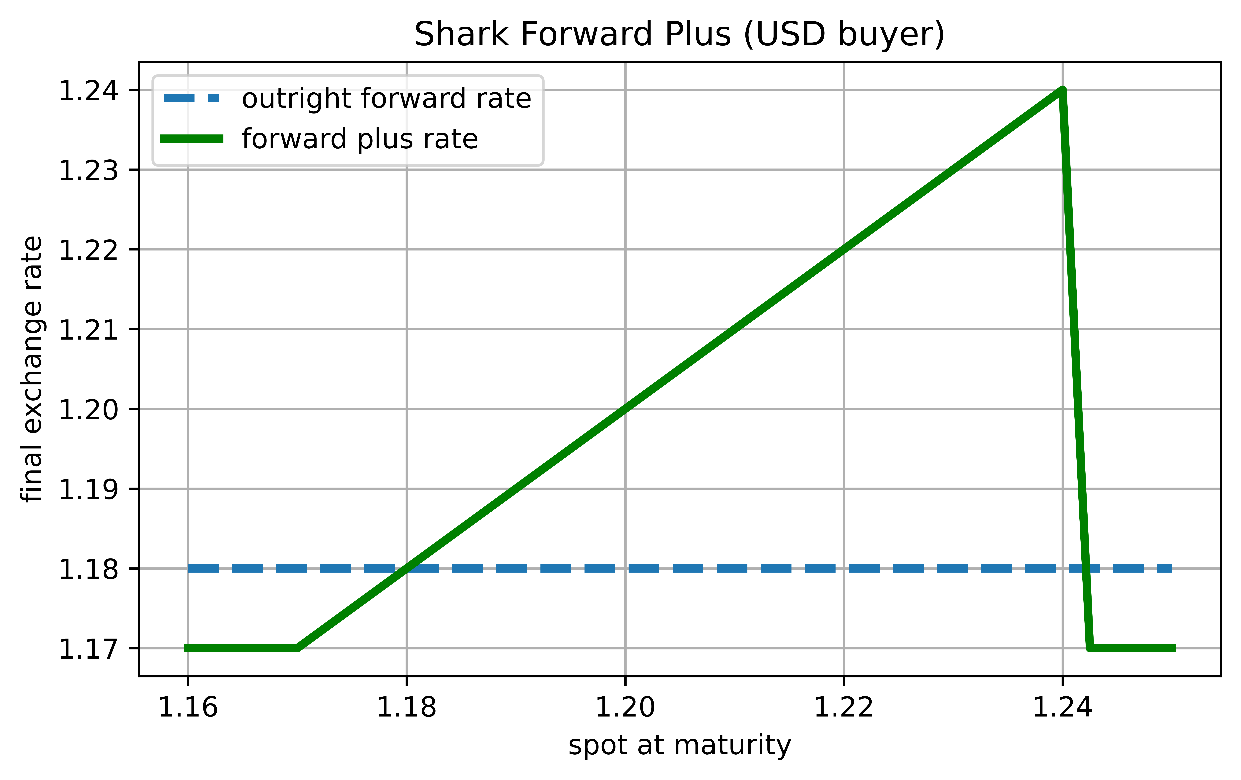 Shark Forward Plus (USD buyer)
outright forward rate
forward plus rate
final exchange rate
1.24
1.23
1.22
1.21
1.20
1.19
1.18
1.17
1.16 1.18 1.20 1.22 1.24
spot at maturity